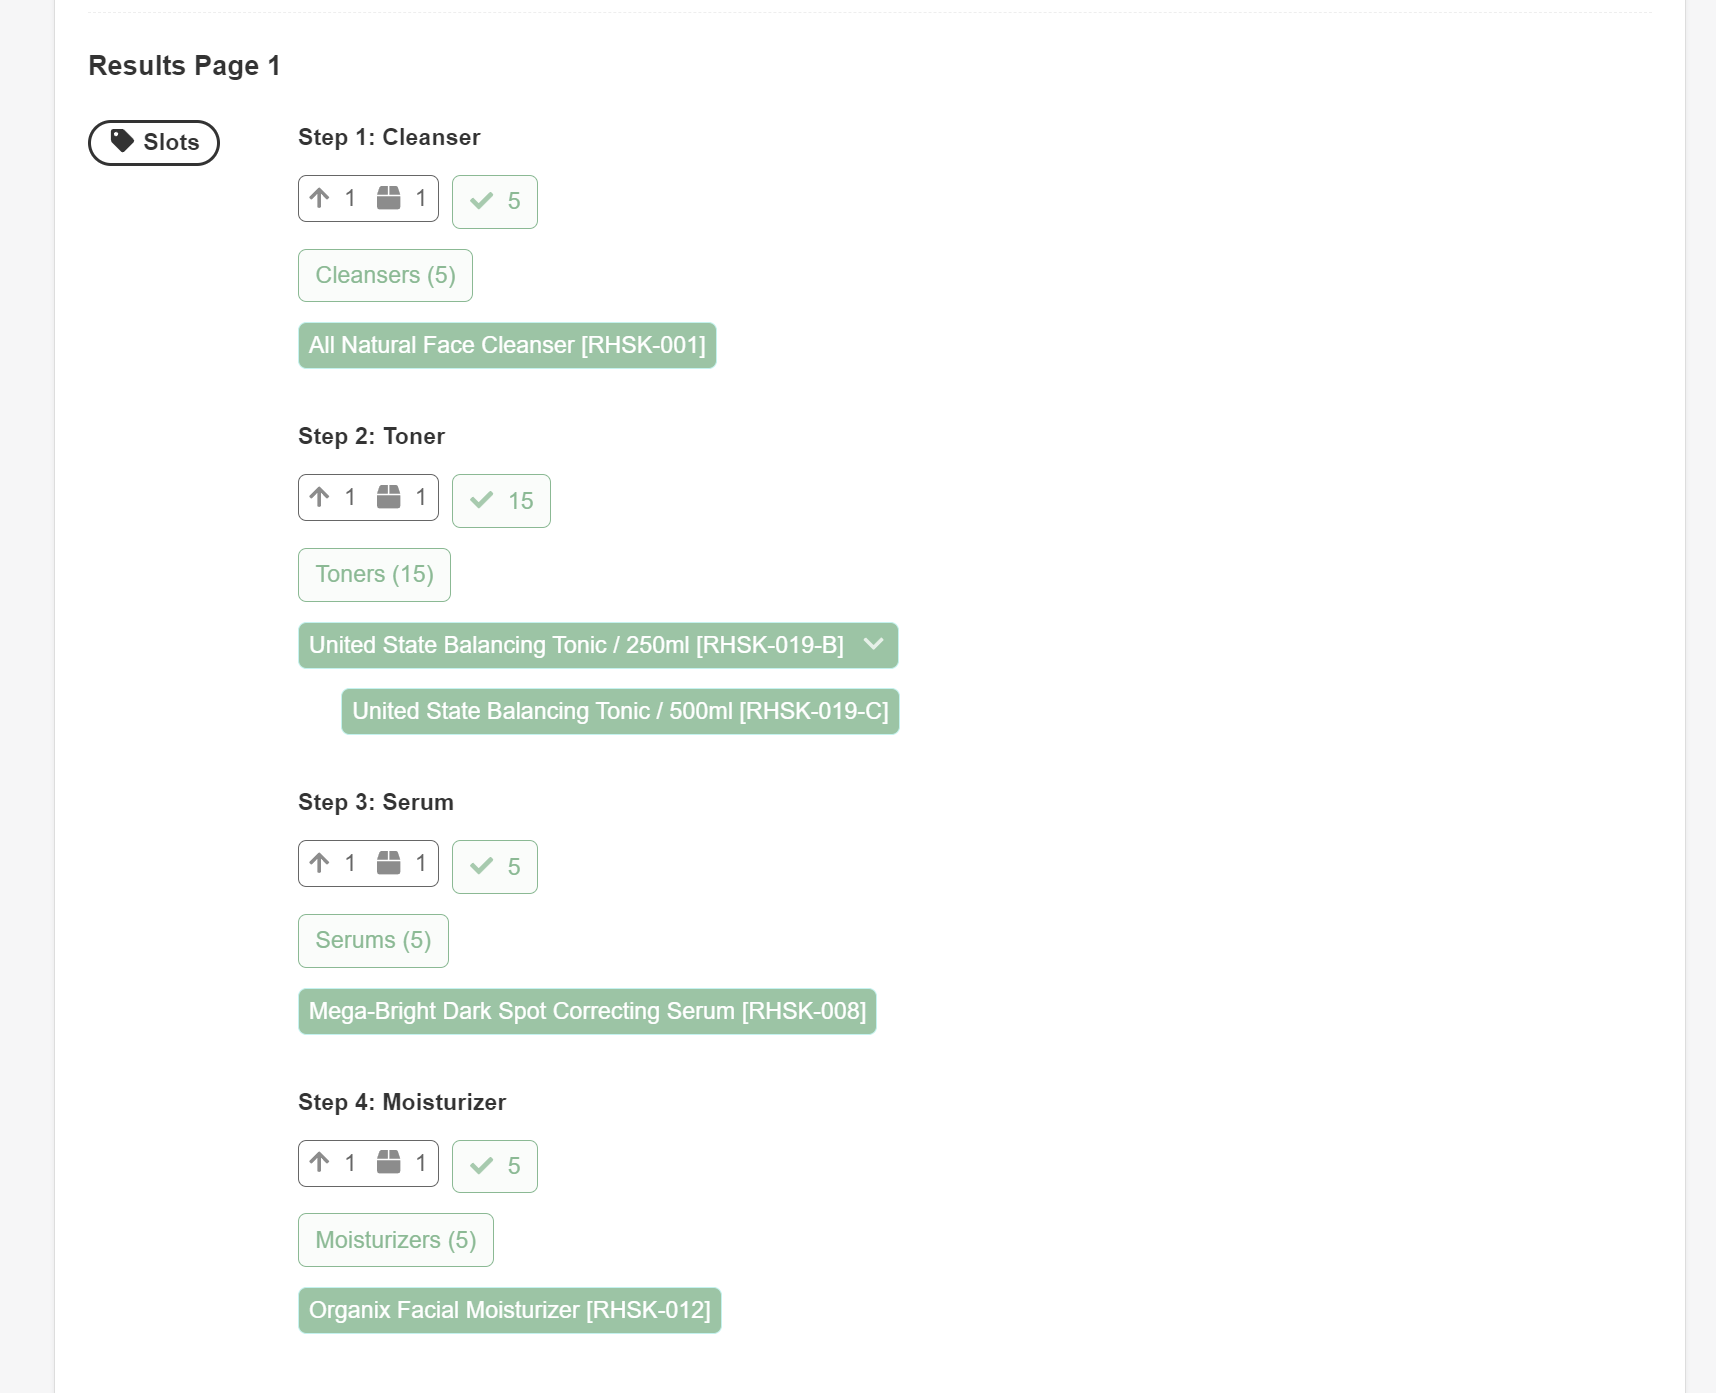 Results Page 1
Slots
Step 1: Cleanser
1 1 5
Cleansers (5)
All Natural Face Cleanser [RHSK-001]
Step 2: Toner
1 1 15
Toners (15)
United State Balancing Tonic / 250ml [RHSK-019-B]
United State Balancing Tonic / 500ml [RHSK-019-C]
Step 3: Serum
1 1 5
Serums (5)
Mega-Bright Dark Spot Correcting Serum [RHSK-008]
Step 4: Moisturizer
1 1 5
Moisturizers (5)
Organix Facial Moisturizer [RHSK-012]